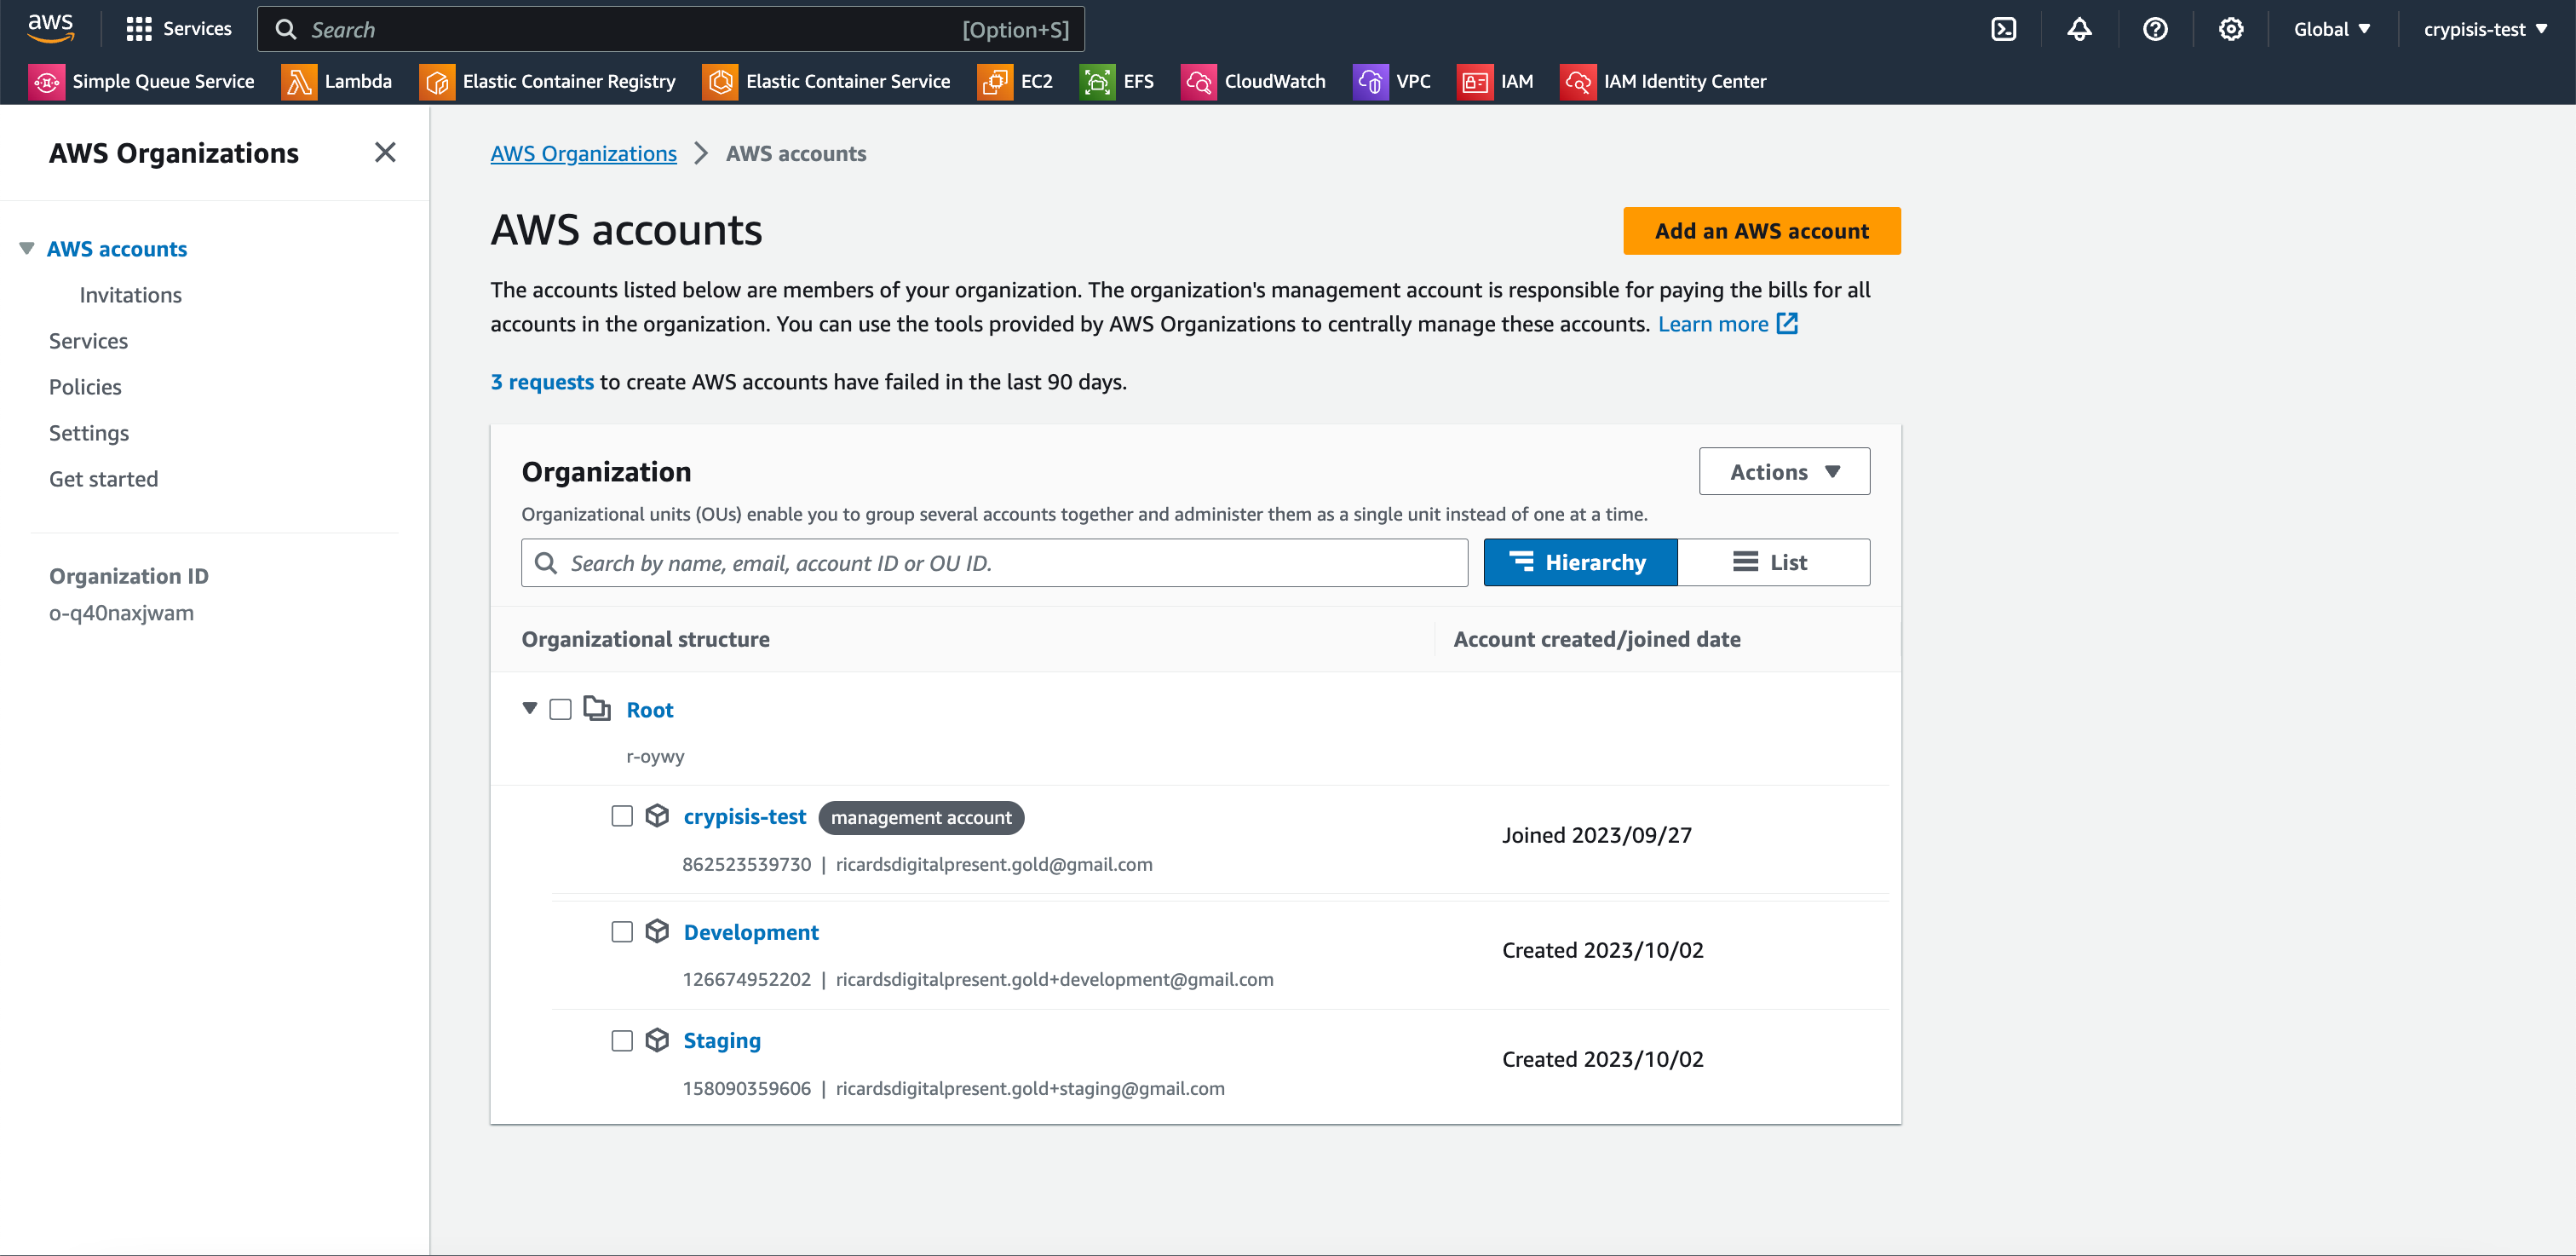 aws
Services
Search
[Option+S]
Global
crypisis-test
Simple Queue Service
Lambda
Elastic Container Registry
Elastic Container Service
EC2
EFS
CloudWatch
VPC
IAM
IAM Identity Center
AWS Organizations
AWS accounts
Invitations
Services
Policies
Settings
Get started
Organization ID
o-q40naxjwam
AWS Organizations > AWS accounts
AWS accounts
Add an AWS account
The accounts listed below are members of your organization. The organization's management account is responsible for paying the bills for all
accounts in the organization. You can use the tools provided by AWS Organizations to centrally manage these accounts. Learn more
3 requests to create AWS accounts have failed in the last 90 days.
Organization
Actions
Organizational units (OUs) enable you to group several accounts together and administer them as a single unit instead of one at a time.
Search by name, email, account ID or OU ID.
Hierarchy
List
Organizational structure
Account created/joined date
Root
r-oywy
crypisis-test management account
Joined 2023/09/27
862523539730 | ricardsdigitalpresent.gold@gmail.com
Development
Created 2023/10/02
126674952202 | ricardsdigitalpresent.gold+development@gmail.com
Staging
Created 2023/10/02
158090359606 | ricardsdigitalpresent.gold+staging@gmail.com